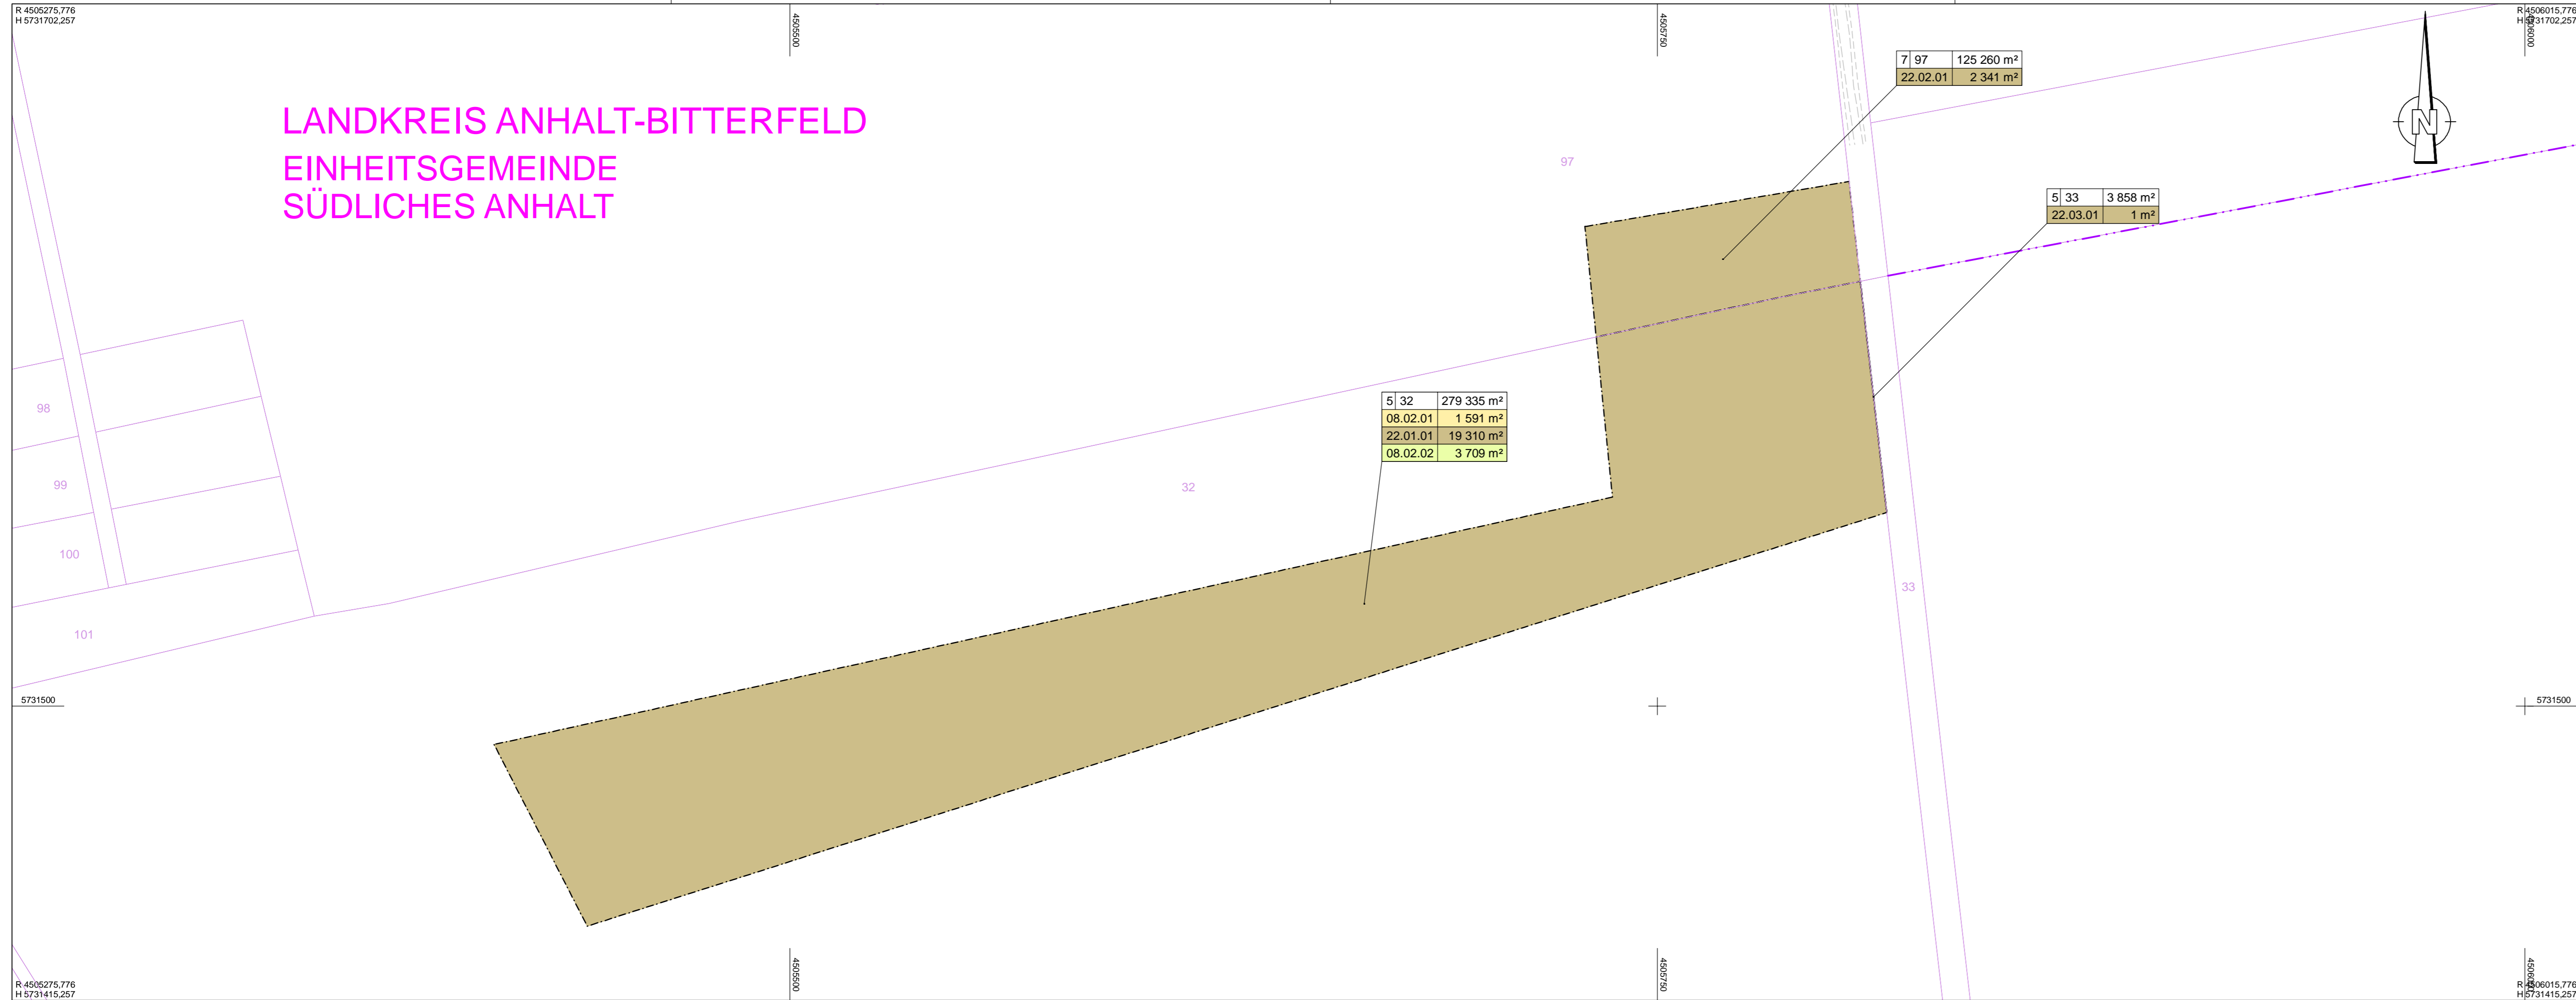 R 4505275,776
H 5731702,257
4505500
4505750
R 4506015,776
H 5731702,257
4506000
7 97 125 260 m²
22.02.01 2 341 m²
LANDKREIS ANHALT-BITTERFELD
EINHEITSGEMEINDE
SÜDLICHES ANHALT
N
97
5 33 3 858 m²
22.03.01 1 m²
5 32 279 335 m²
08.02.01 1 591 m²
22.01.01 19 310 m²
08.02.02 3 709 m²
98
99
32
100
33
101
5731500
5731500
4505500
4505750
4506000
R 4505275,776
H 5731415,257
R 4506015,776
H 5731415,257